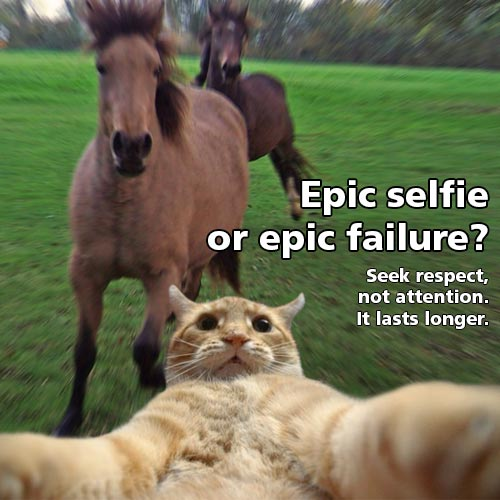 Epic selfie
or epic failure?
Seek respect,
not attention.
It lasts longer.